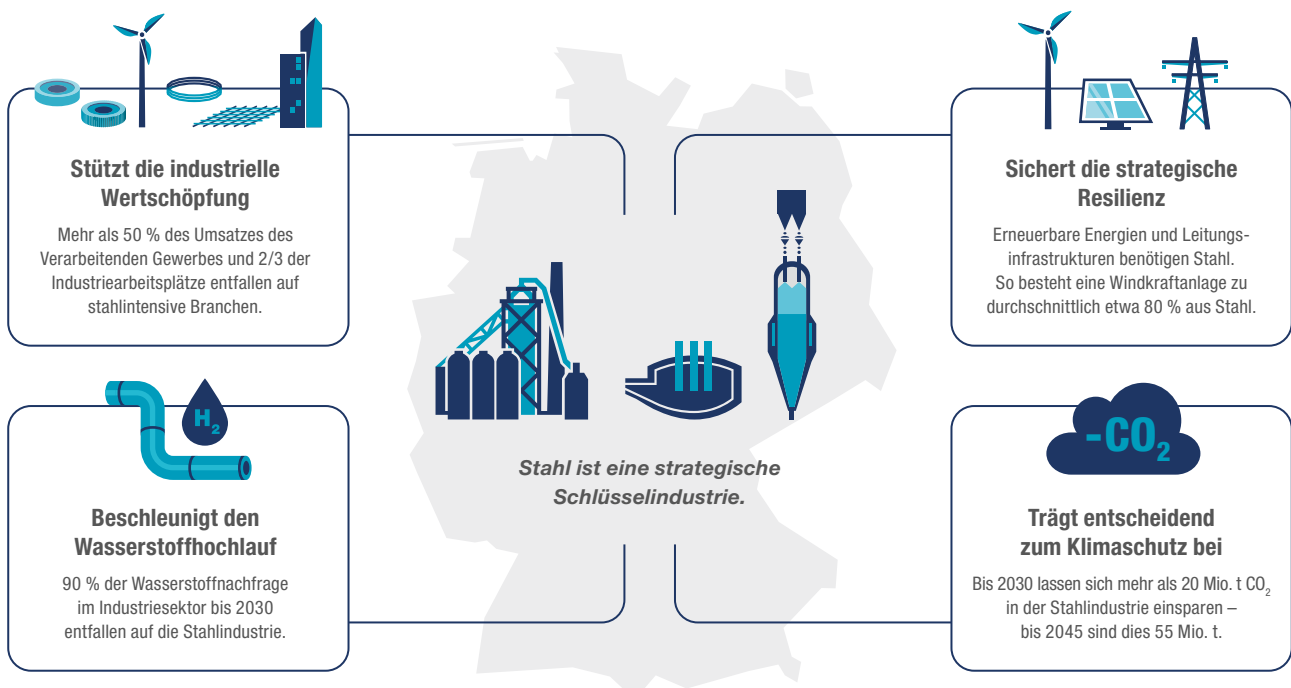 Stützt die industrielle
Wertschöpfung
Mehr als 50 % des Umsatzes des
Verarbeitenden Gewerbes und 2/3 der
Industriearbeitsplätze entfallen auf
stahlintensive Branchen.
Sichert die strategische
Resilienz
Erneuerbare Energien und Leitungs-
infrastrukturen benötigen Stahl.
So besteht eine Windkraftanlage zu
durchschnittlich etwa 80 % aus Stahl.
Stahl ist eine strategische
Schlüsselindustrie.
H₂
Beschleunigt den
Wasserstoffhochlauf
90 % der Wasserstoffnachfrage
im Industriesektor bis 2030
entfallen auf die Stahlindustrie.
-CO₂
Trägt entscheidend
zum Klimaschutz bei
Bis 2030 lassen sich mehr als 20 Mio. t CO₂
in der Stahlindustrie einsparen –
bis 2045 sind dies 55 Mio. t.